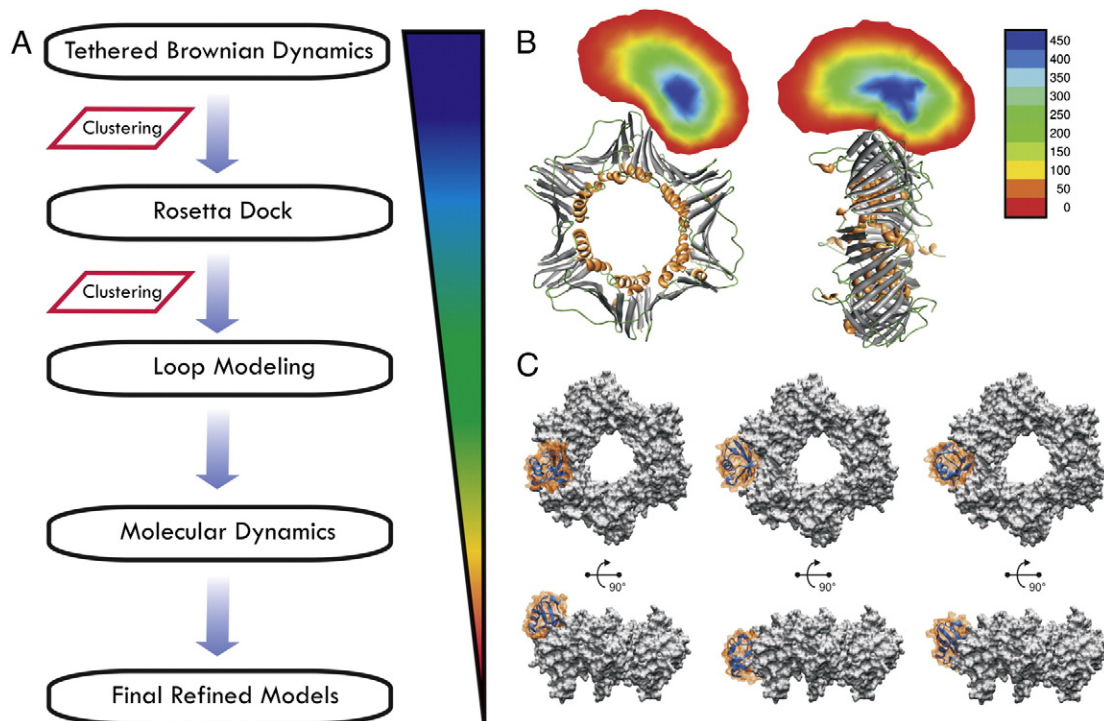 A
Tethered Brownian Dynamics
Clustering
Rosetta Dock
Clustering
Loop Modeling
Molecular Dynamics
Final Refined Models
B
450
400
350
300
250
200
150
100
50
0
C
90°
90°
90°